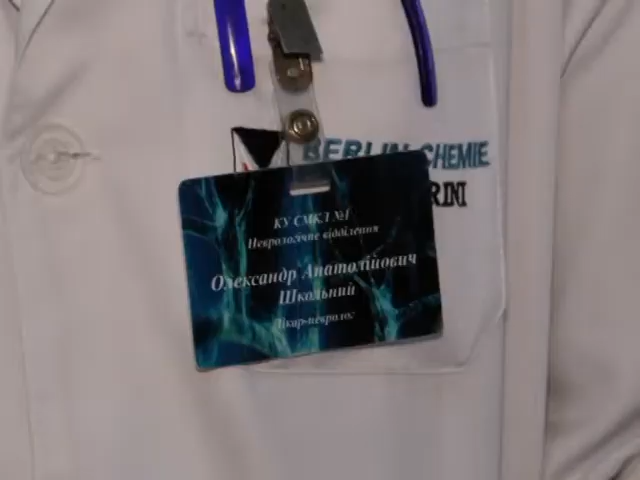 BERLIN-CHEMIE
КУ СМКЛ №1
Неврологічне відділення
Олександр Анатолійович
Школьний
Лікар-невролог